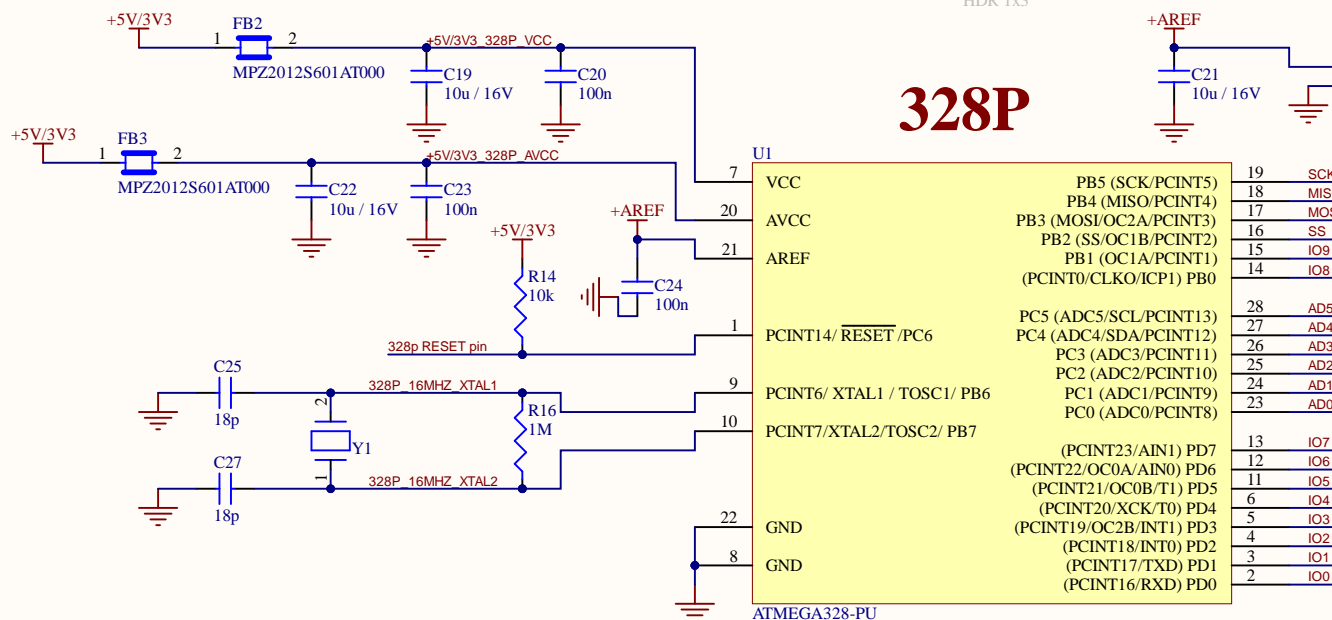 HDR 1x3
+5V/3V3
FB2
1
2
MPZ2012S601AT000
+5V/3V3_328P_VCC
C19
10u / 16V
C20
100n
+AREF
C21
10u / 16V
328P
+5V/3V3
FB3
1
2
MPZ2012S601AT000
+5V/3V3_328P_AVCC
C22
10u / 16V
C23
100n
+AREF
C24
100n
+5V/3V3
R14
10k
328p RESET pin
C25
18p
328P_16MHZ_XTAL1
2
Y1
1
R16
1M
C27
18p
328P_16MHZ_XTAL2
U1
7 VCC
20 AVCC
21 AREF
1 PCINT14/ RESET /PC6
9 PCINT6/ XTAL1 / TOSC1/ PB6
10 PCINT7/XTAL2/TOSC2/ PB7
22 GND
8 GND
PB5 (SCK/PCINT5) 19 SCK
PB4 (MISO/PCINT4) 18 MIS
PB3 (MOSI/OC2A/PCINT3) 17 MOS
PB2 (SS/OC1B/PCINT2) 16 SS
PB1 (OC1A/PCINT1) 15 IO9
(PCINT0/CLKO/ICP1) PB0 14 IO8
PC5 (ADC5/SCL/PCINT13) 28 AD5
PC4 (ADC4/SDA/PCINT12) 27 AD4
PC3 (ADC3/PCINT11) 26 AD3
PC2 (ADC2/PCINT10) 25 AD2
PC1 (ADC1/PCINT9) 24 AD1
PC0 (ADC0/PCINT8) 23 AD0
(PCINT23/AIN1) PD7 13 IO7
(PCINT22/OC0A/AIN0) PD6 12 IO6
(PCINT21/OC0B/T1) PD5 11 IO5
(PCINT20/XCK/T0) PD4 6 IO4
(PCINT19/OC2B/INT1) PD3 5 IO3
(PCINT18/INT0) PD2 4 IO2
(PCINT17/TXD) PD1 3 IO1
(PCINT16/RXD) PD0 2 IO0
ATMEGA328-PU